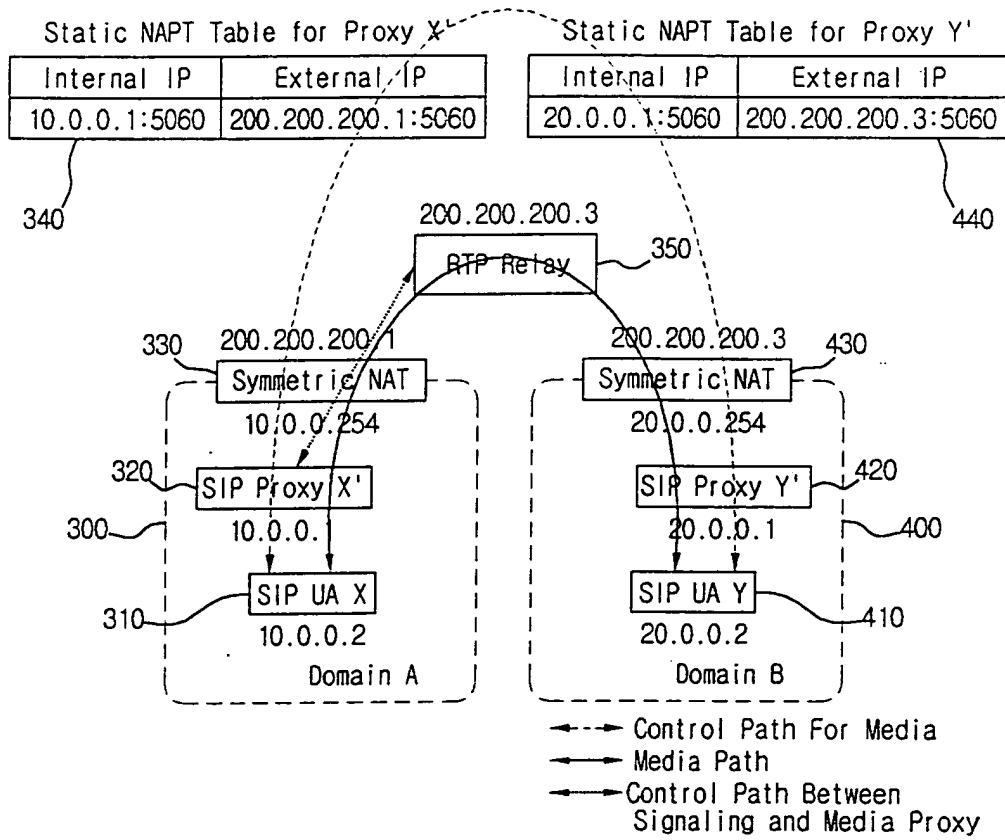 Static NAPT Table for Proxy X'
Static NAPT Table for Proxy Y'
Internal IP External IP
10.0.0.1:5060 200.200.200.1:5060
Internal IP External IP
20.0.0.1:5060 200.200.200.3:5060
340
440
200.200.200.3
RTP Relay
350
200.200.200.1
330
Symmetric NAT
10.0.0.254
200.200.200.3
430
Symmetric NAT
20.0.0.254
320
SIP Proxy X'
10.0.0.1
300
SIP Proxy Y'
420
20.0.0.1
400
310
SIP UA X
10.0.0.2
Domain A
SIP UA Y
410
20.0.0.2
Domain B
Control Path For Media
Media Path
Control Path Between
Signaling and Media Proxy